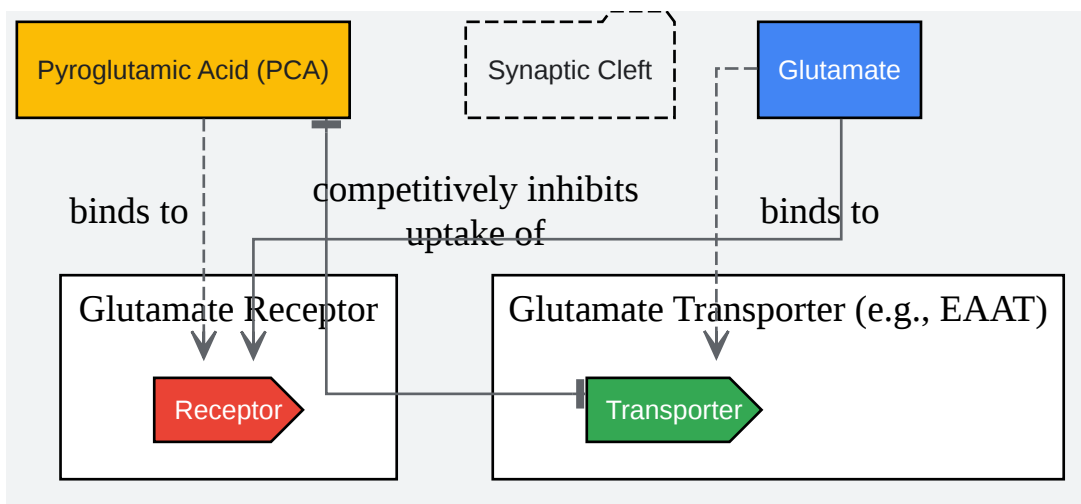 Pyroglutamic Acid (PCA)
Synaptic Cleft
Glutamate
binds to
competitively inhibits
uptake of
binds to
Glutamate Receptor
Glutamate Transporter (e.g., EAAT)
Receptor
Transporter